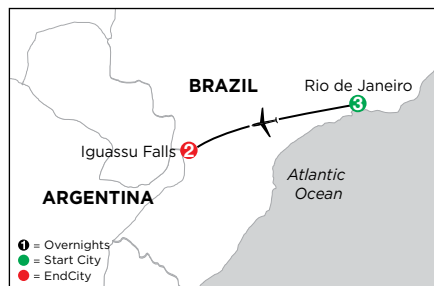 Rio de Janeiro
BRAZIL
3
Iguassu Falls 2
Atlantic
Ocean
ARGENTINA
1 = Overnights
= Start City
= EndCity